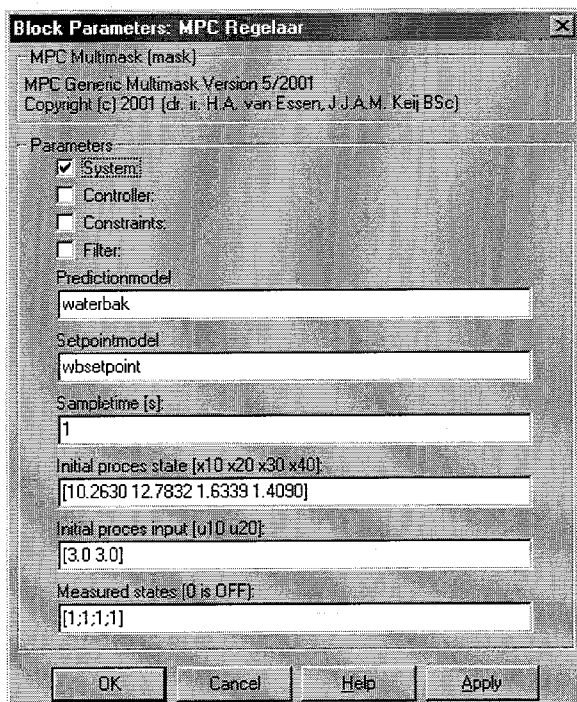 Block Parameters: MPC Regelaar
MPC Multimask (mask)
MPC Generic Multimask Version 5/2001
Copyright (c) 2001 (dr. ir. H.A. van Essen, J.J.A.M. Keij BSc)
Parameters
System:
Controller:
Constraints:
Filter:
Predictionmodel
waterbak
Setpointmodel
wbsetpoint
Sampletime [s]:
1
Initial proces state [x10 x20 x30 x40]:
[10.2630 12.7832 1.6339 1.4090]
Initial proces input [u10 u20]:
[3.0 3.0]
Measured states (0 is OFF):
[1;1;1;1]
OK Cancel Help Apply